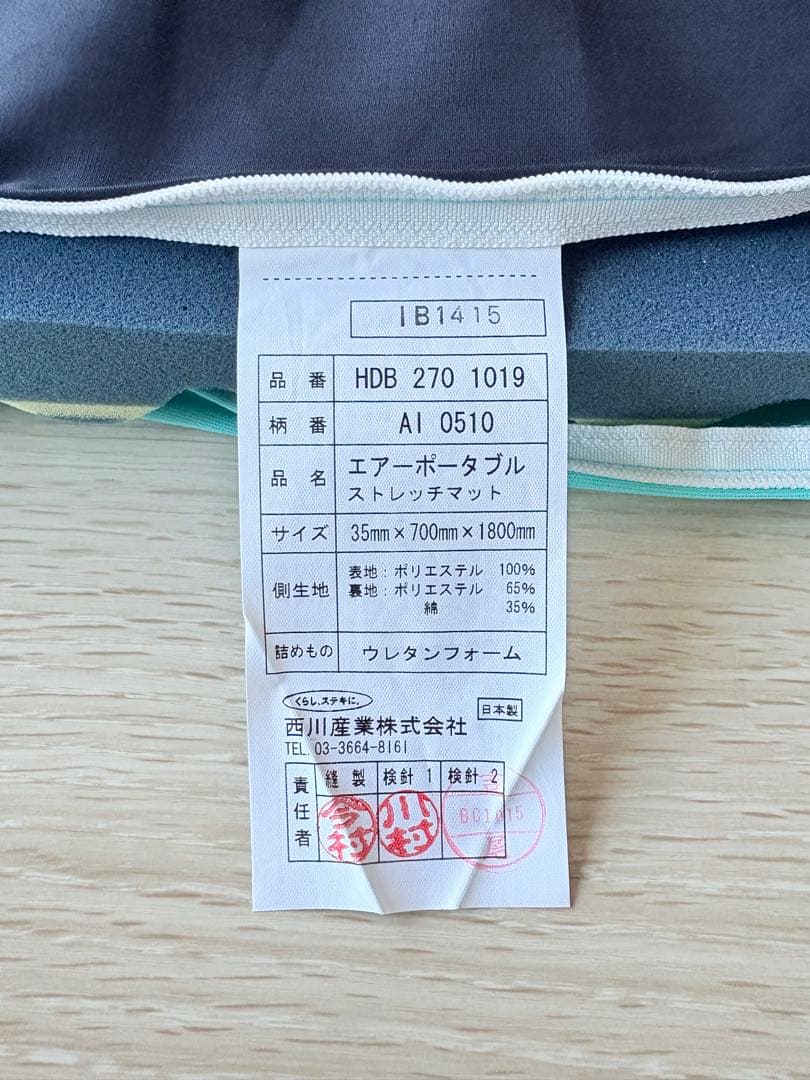 IB1415
品番 HDB 270 1019
柄番 AI 0510
品名 エアーポータブル
ストレッチマット
サイズ 35mm×700mm×1800mm
側生地 表地:ポリエステル 100%
裏地:ポリエステル 65%
綿 35%
詰めもの ウレタンフォーム
くらし、ステキに。
西川産業株式会社 日本製
TEL. 03-3664-8161
責任者 縫製 検針1 検針2
今村 川村